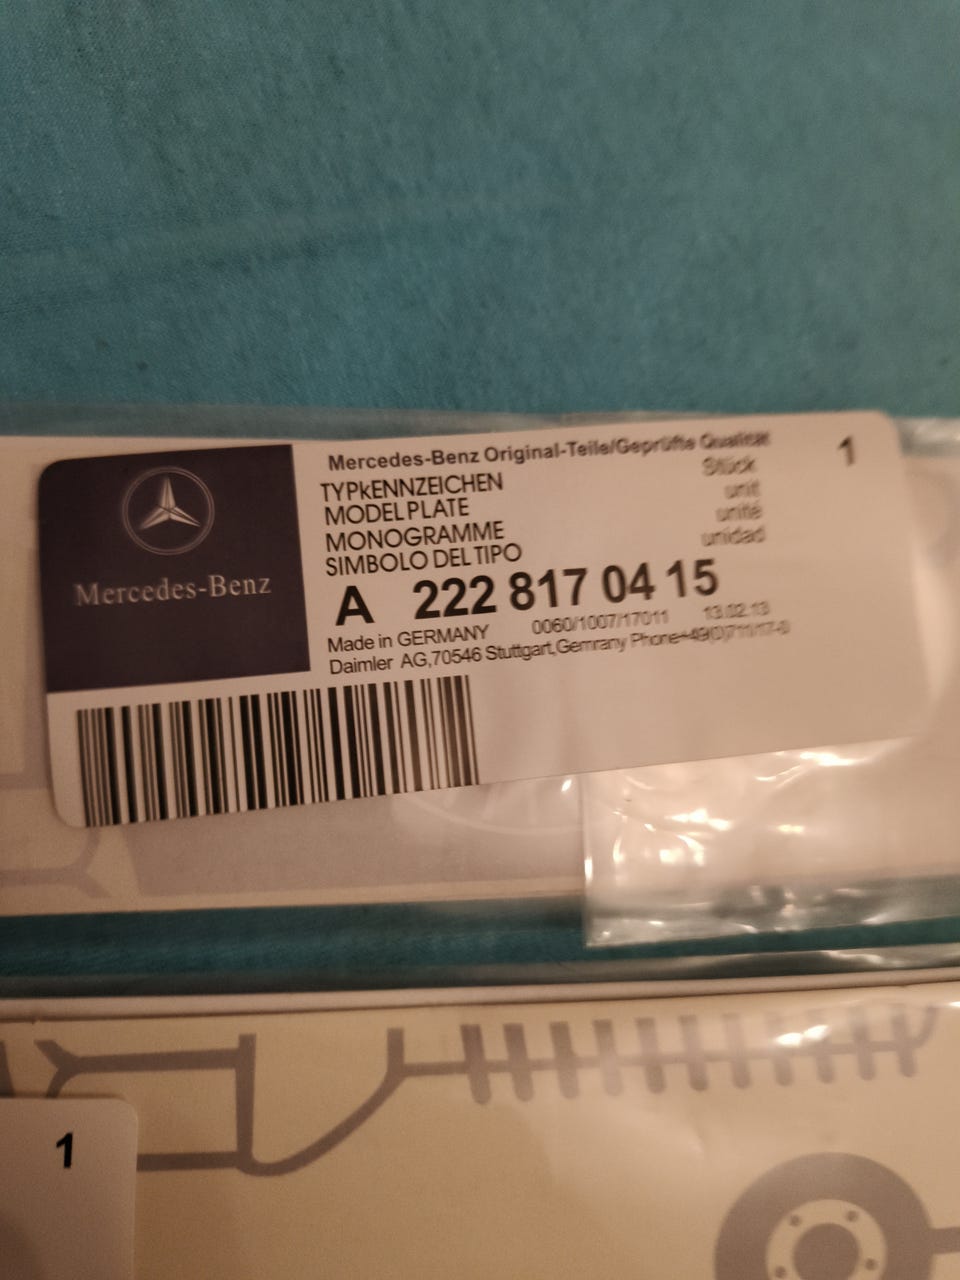 Mercedes-Benz
Mercedes-Benz Original-Teile/Geprüfte Qualität
1
TYPkENNZEICHEN Stück
MODELPLATE unit
MONOGRAMME unité
SIMBOLO DEL TIPO unidad
A 222 817 04 15
Made in GERMANY 0060/1007/17011 13.02.13
Daimler AG,70546 Stuttgart,Gemrany Phone+49(0)711/17-0
1